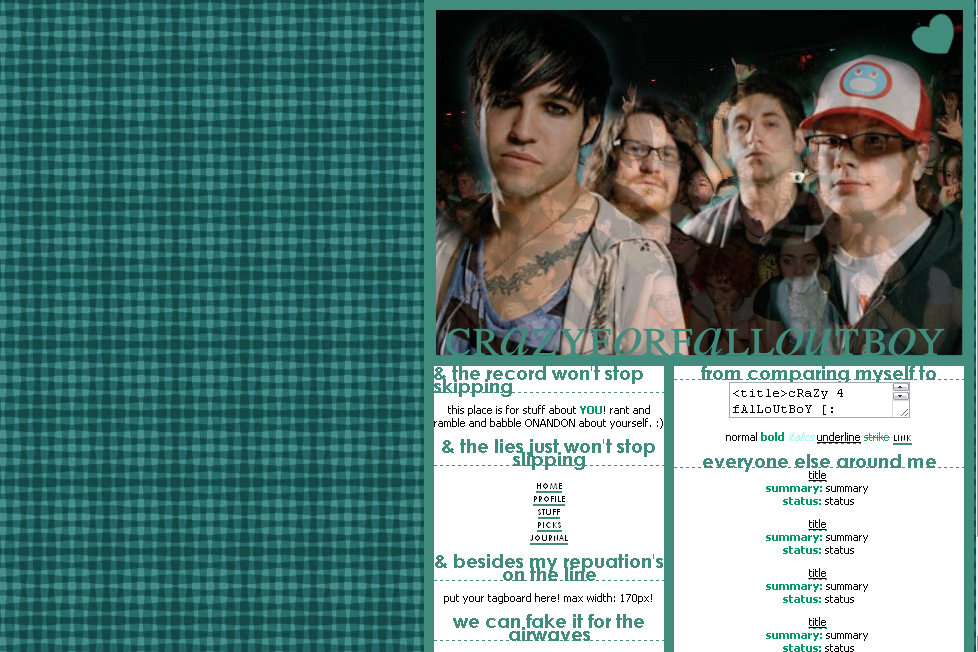 CRaZYFORFaLLOUTBOY
& the record won't stop
skipping
this place is for stuff about YOU! rant and
ramble and babble ONANDON about yourself. :)
& the lies just won't stop
slipping
HOME
PROFILE
STUFF
PICKS
JOURNAL
& besides my repuation's
on the line
put your tagboard here! max width: 170px!
we can fake it for the
airwaves
from comparing myself to
<title>cRaZy 4
fAlLoUtBoY [:
normal bold italics underline strike LINK
everyone else around me
title
summary: summary
status: status
title
summary: summary
status: status
title
summary: summary
status: status
title
summary: summary
status: status